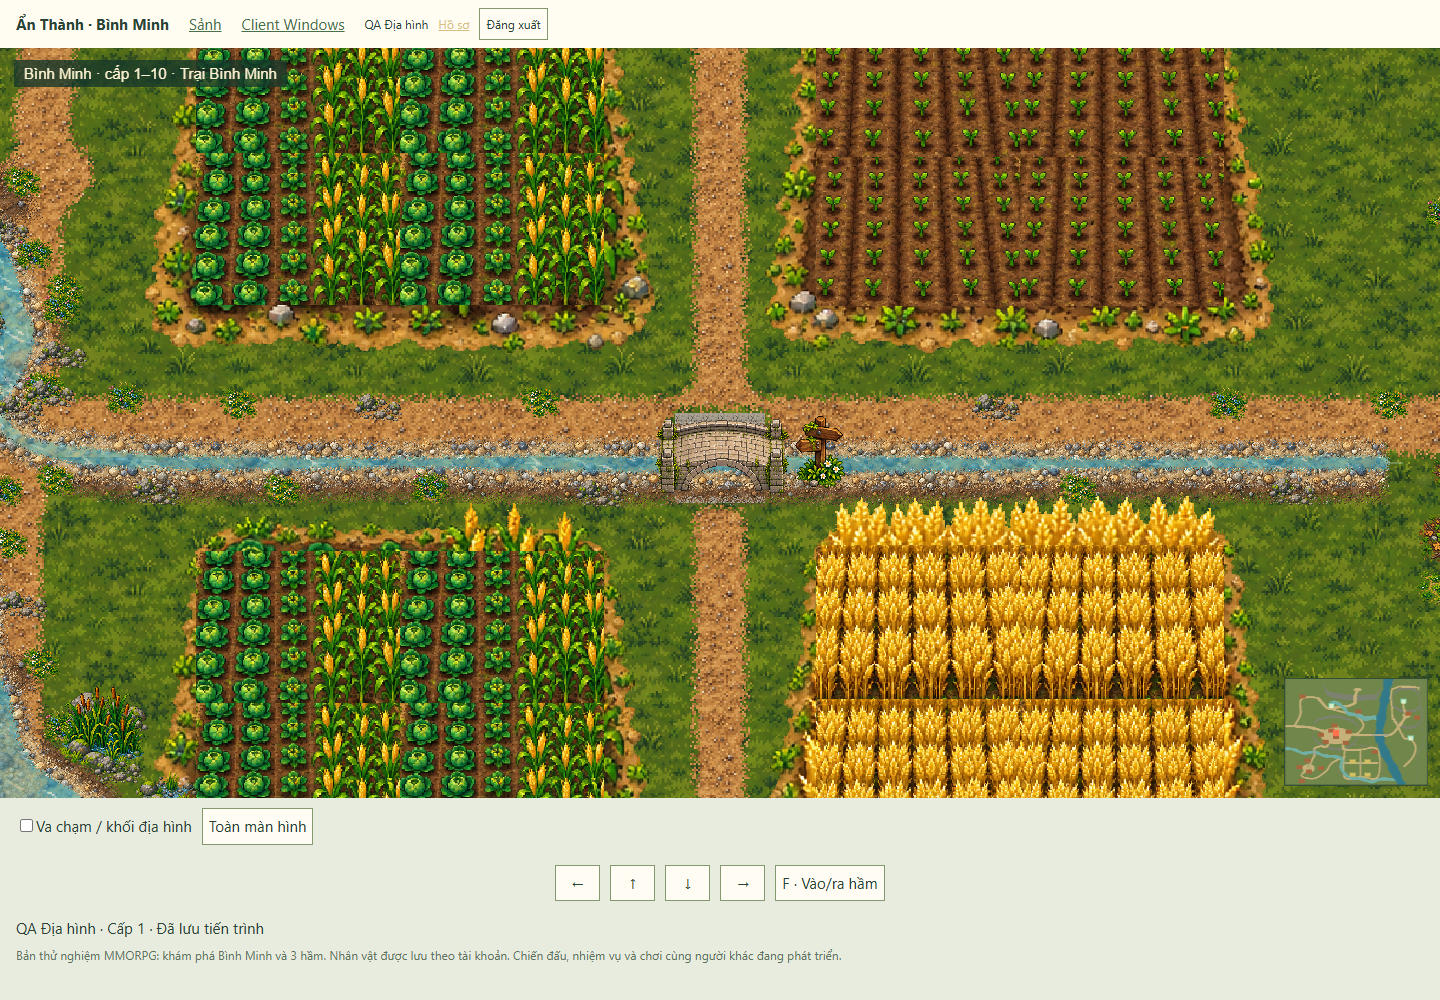 Ẩn Thành · Bình Minh Sảnh Client Windows QA Địa hình Hồ sơ Đăng xuất
Bình Minh · cấp 1–10 · Trại Bình Minh
Va chạm / khối địa hình Toàn màn hình
← ↑ ↓ → F · Vào/ra hầm
QA Địa hình · Cấp 1 · Đã lưu tiến trình
Bản thử nghiệm MMORPG: khám phá Bình Minh và 3 hầm. Nhân vật được lưu theo tài khoản. Chiến đấu, nhiệm vụ và chơi cùng người khác đang phát triển.